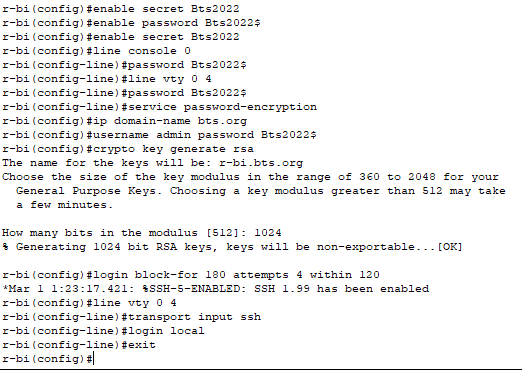 r-bi(config)#enable secret Bts2022
r-bi(config)#enable password Bts2022$
r-bi(config)#enable secret Bts2022
r-bi(config)#line console 0
r-bi(config-line)#password Bts2022$
r-bi(config-line)#line vty 0 4
r-bi(config-line)#password Bts2022$
r-bi(config-line)#service password-encryption
r-bi(config)#ip domain-name bts.org
r-bi(config)#username admin password Bts2022$
r-bi(config)#crypto key generate rsa
The name for the keys will be: r-bi.bts.org
Choose the size of the key modulus in the range of 360 to 2048 for your
  General Purpose Keys. Choosing a key modulus greater than 512 may take
  a few minutes.

How many bits in the modulus [512]: 1024
% Generating 1024 bit RSA keys, keys will be non-exportable...[OK]

r-bi(config)#login block-for 180 attempts 4 within 120
*Mar 1 1:23:17.421: %SSH-5-ENABLED: SSH 1.99 has been enabled
r-bi(config)#line vty 0 4
r-bi(config-line)#transport input ssh
r-bi(config-line)#login local
r-bi(config-line)#exit
r-bi(config)#